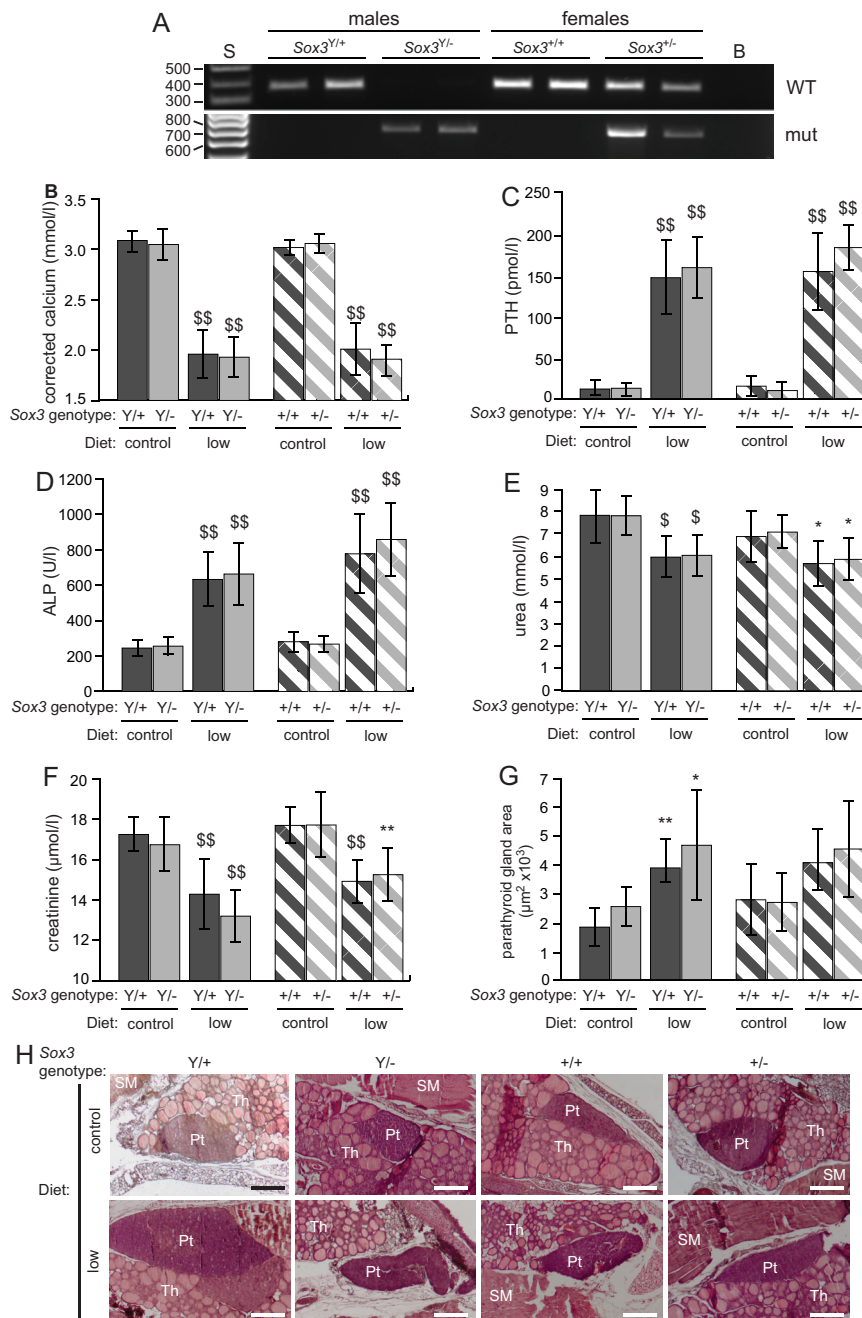 A
males
females
S
Sox3Y/+
Sox3Y/-
Sox3+/+
Sox3+/-
B
500
400
300
WT
800
700
600
mut
B
corrected calcium (mmol/l)
3.5
3.0
2.5
2.0
1.5
$$
$$
$$
$$
Sox3 genotype: Y/+ Y/- Y/+ Y/- +/+ +/- +/+ +/-
Diet: control low control low
C
PTH (pmol/l)
250
200
150
100
50
0
$$
$$
$$
$$
Sox3 genotype: Y/+ Y/- Y/+ Y/- +/+ +/- +/+ +/-
Diet: control low control low
D
ALP (U/l)
1200
1000
800
600
400
200
0
$$
$$
$$
$$
Sox3 genotype: Y/+ Y/- Y/+ Y/- +/+ +/- +/+ +/-
Diet: control low control low
E
urea (mmol/l)
9
8
7
6
5
4
3
2
1
0
$
$
*
*
Sox3 genotype: Y/+ Y/- Y/+ Y/- +/+ +/- +/+ +/-
Diet: control low control low
F
creatinine (µmol/l)
20
18
16
14
12
10
$$
$$
$$
**
Sox3 genotype: Y/+ Y/- Y/+ Y/- +/+ +/- +/+ +/-
Diet: control low control low
G
parathyroid gland area
(µm² x10³)
7
6
5
4
3
2
1
0
**
*
Sox3 genotype: Y/+ Y/- Y/+ Y/- +/+ +/- +/+ +/-
Diet: control low control low
H
Sox3
genotype:
Y/+
Y/-
+/+
+/-
Diet:
control
SM
Th
Pt
SM
Pt
Th
Pt
Th
Pt
Th
SM
low
Pt
Th
Th
Pt
Th
Pt
SM
SM
Th
Pt